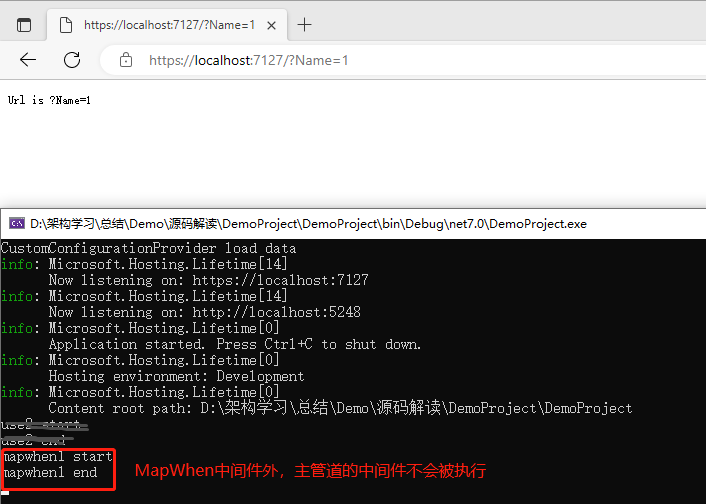 https://localhost:7127/?Name=1
https://localhost:7127/?Name=1
Url is ?Name=1
D:\架构学习\总结\Demo\源码解读\DemoProject\DemoProject\bin\Debug\net7.0\DemoProject.exe
CustomConfigurationProvider load data
info: Microsoft.Hosting.Lifetime[14]
Now listening on: https://localhost:7127
info: Microsoft.Hosting.Lifetime[14]
Now listening on: http://localhost:5248
info: Microsoft.Hosting.Lifetime[0]
Application started. Press Ctrl+C to shut down.
info: Microsoft.Hosting.Lifetime[0]
Hosting environment: Development
info: Microsoft.Hosting.Lifetime[0]
Content root path: D:\架构学习\总结\Demo\源码解读\DemoProject\DemoProject
use2 start
use2 end
mapwhen1 start
mapwhen1 end
MapWhen中间件外，主管道的中间件不会被执行